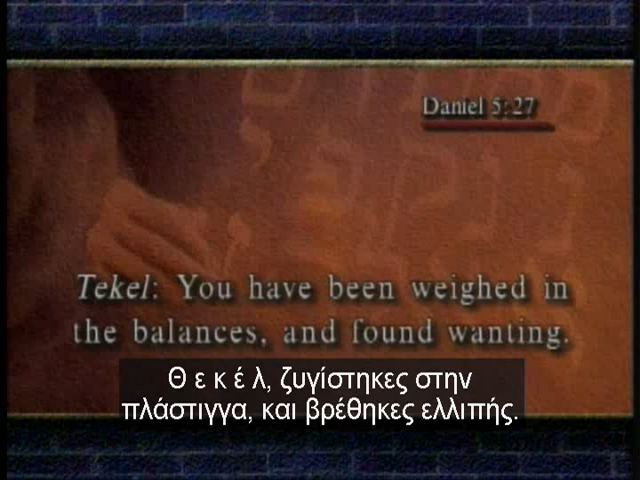 Daniel 5:27
Tekel: You have been weighed in
the balances, and found wanting.
Θ ε κ έ λ, ζυγίστηκες στην
πλάστιγγα, και βρέθηκες ελλιπής.